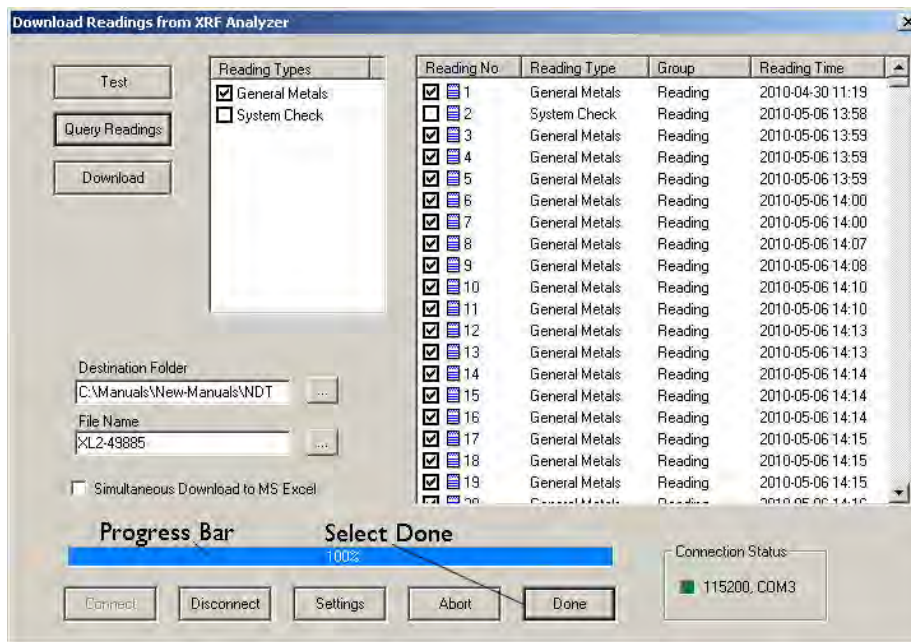 Download Readings from XRF Analyzer
Test
Query Readings
Download
Reading Types
General Metals
System Check
Reading No Reading Type Group Reading Time
1 General Metals Reading 2010-04-30 11:19
2 System Check Reading 2010-05-06 13:58
3 General Metals Reading 2010-05-06 13:59
4 General Metals Reading 2010-05-06 13:59
5 General Metals Reading 2010-05-06 13:59
6 General Metals Reading 2010-05-06 14:00
7 General Metals Reading 2010-05-06 14:00
8 General Metals Reading 2010-05-06 14:07
9 General Metals Reading 2010-05-06 14:08
10 General Metals Reading 2010-05-06 14:10
11 General Metals Reading 2010-05-06 14:10
12 General Metals Reading 2010-05-06 14:13
13 General Metals Reading 2010-05-06 14:13
14 General Metals Reading 2010-05-06 14:14
15 General Metals Reading 2010-05-06 14:14
16 General Metals Reading 2010-05-06 14:14
17 General Metals Reading 2010-05-06 14:15
18 General Metals Reading 2010-05-06 14:15
19 General Metals Reading 2010-05-06 14:15
Destination Folder
C:\Manuals\New-Manuals\NDT ...
File Name
XL2-49885 ...
Simultaneous Download to MS Excel
Progress Bar Select Done
100%
Connect Disconnect Settings Abort Done
Connection Status
115200, COM3